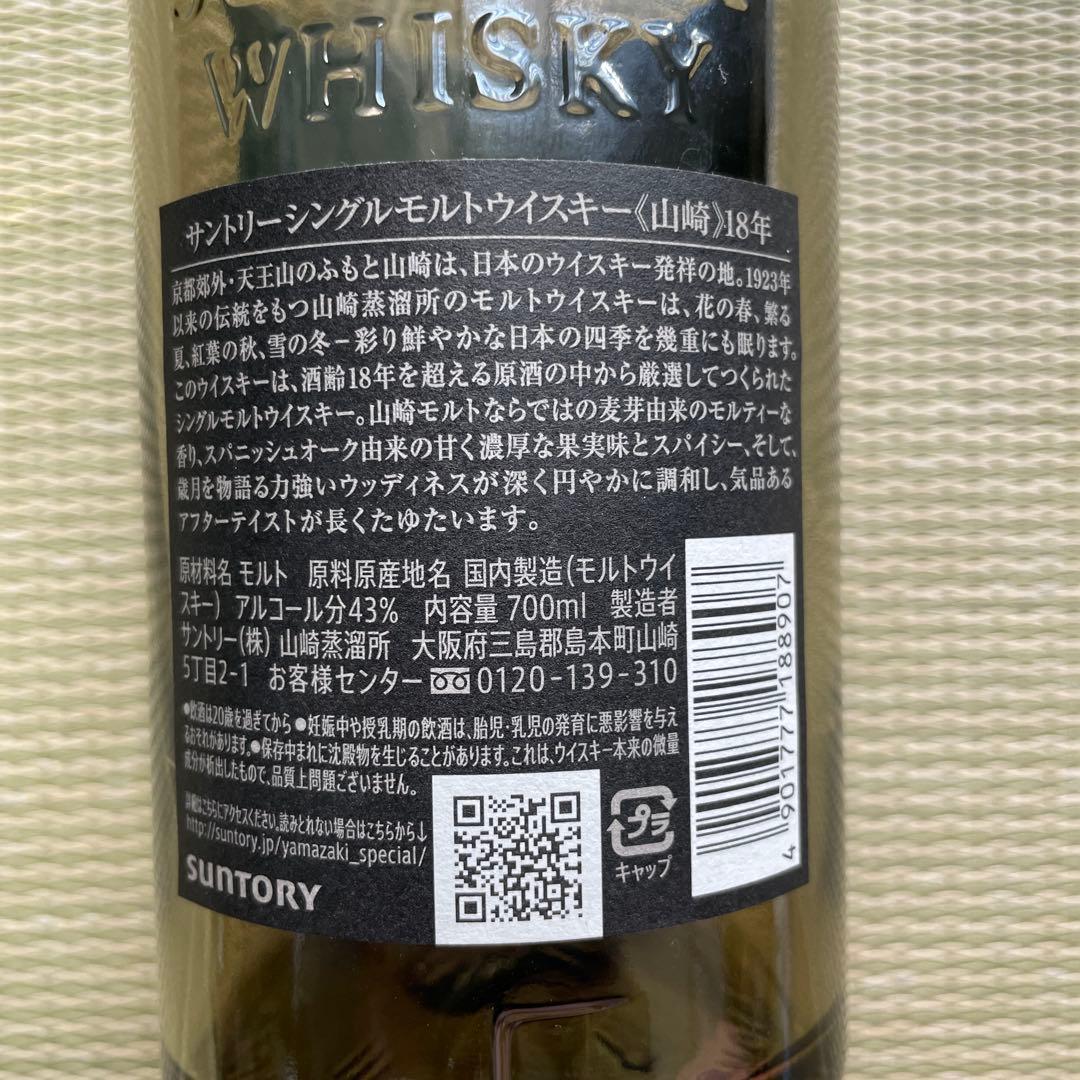 WHISKY
サントリーシングルモルトウイスキー《山崎》18年
京都郊外・天王山のふもと山崎は、日本のウイスキー発祥の地。1923年
以来の伝統をもつ山崎蒸溜所のモルトウイスキーは、花の春、繁る
夏、紅葉の秋、雪の冬－彩り鮮やかな日本の四季を幾重にも眠ります。
このウイスキーは、酒齢18年を超える原酒の中から厳選してつくられた
シングルモルトウイスキー。山崎モルトならではの麦芽由来のモルティーな
香り、スパニッシュオーク由来の甘く濃厚な果実味とスパイシー、そして、
歳月を物語る力強いウッディネスが深く円やかに調和し、気品ある
アフターテイストが長くたゆたいます。
原材料名 モルト 原料原産地名 国内製造(モルトウイ
スキー) アルコール分43% 内容量 700ml 製造者
サントリー(株) 山崎蒸溜所 大阪府三島郡島本町山崎
5丁目2-1 お客様センター 0120-139-310
●飲酒は20歳を過ぎてから ●妊娠中や授乳期の飲酒は、胎児・乳児の発育に悪影響を与え
るおそれがあります。●保存中まれに沈殿物を生じることがあります。これは、ウイスキー本来の微量
成分が析出したもので、品質上問題ございません。
詳細はこちらにアクセスください。読みとれない場合はこちらから↓
http://suntory.jp/yamazaki_special/
SUNTORY
プラ
キャップ
4 901777 188907